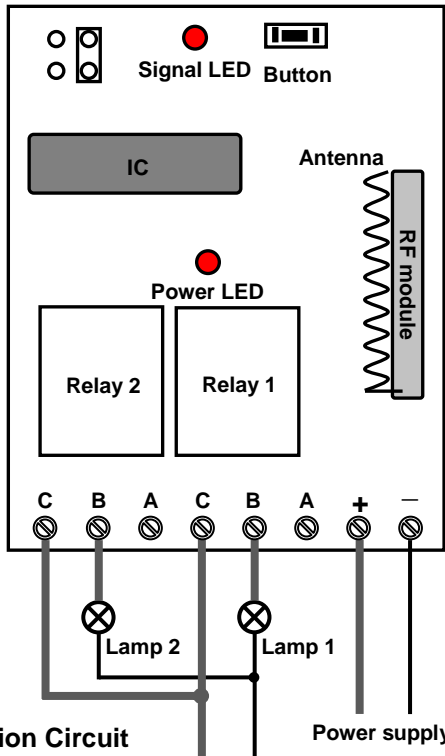 Signal LED Button
IC
Antenna
RF module
Power LED
Relay 2 Relay 1
C B A C B A + —
Lamp 2 Lamp 1
ion Circuit
Power supply